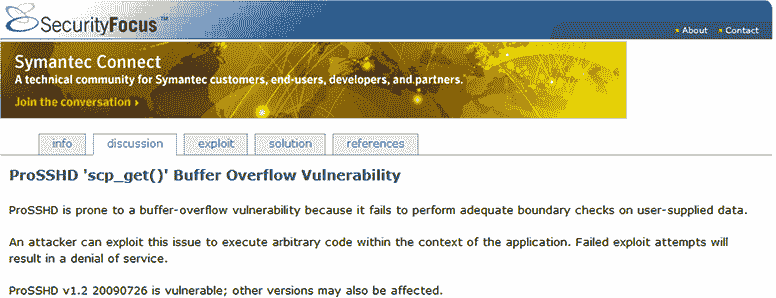 SecurityFocus™
About Contact
Symantec Connect
A technical community for Symantec customers, end-users, developers, and partners.
Join the conversation
info discussion exploit solution references
ProSSHD 'scp_get()' Buffer Overflow Vulnerability
ProSSHD is prone to a buffer-overflow vulnerability because it fails to perform adequate boundary checks on user-supplied data.
An attacker can exploit this issue to execute arbitrary code within the context of the application. Failed exploit attempts will
result in a denial of service.
ProSSHD v1.2 20090726 is vulnerable; other versions may also be affected.